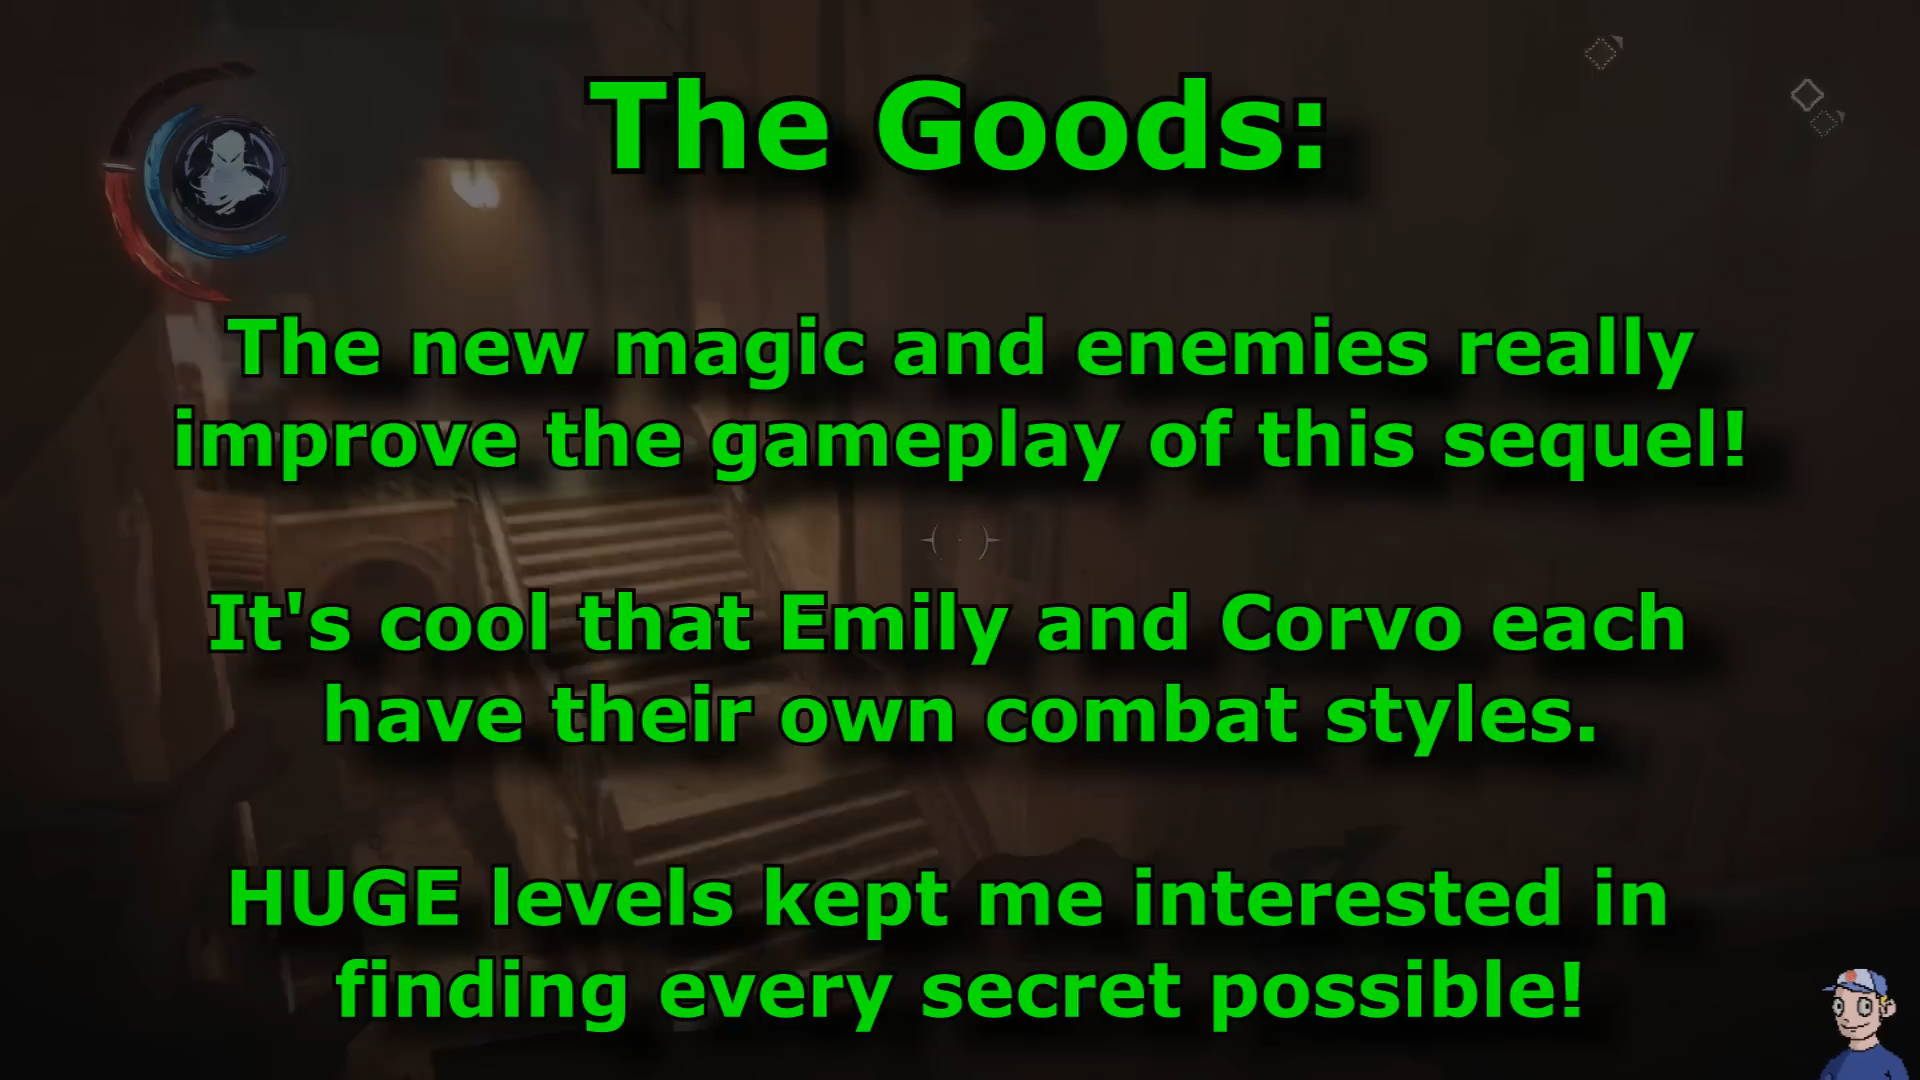 The Goods:
The new magic and enemies really
improve the gameplay of this sequel!
It's cool that Emily and Corvo each
have their own combat styles.
HUGE levels kept me interested in
finding every secret possible!